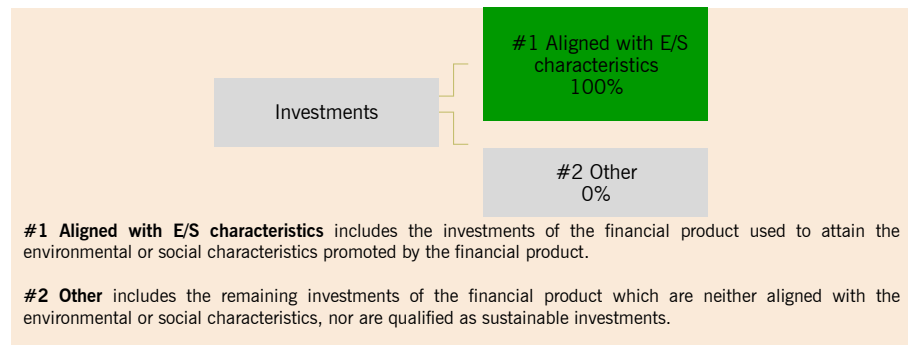 #1 Aligned with E/S
characteristics
100%
Investments
#2 Other
0%
#1 Aligned with E/S characteristics includes the investments of the financial product used to attain the
environmental or social characteristics promoted by the financial product.
#2 Other includes the remaining investments of the financial product which are neither aligned with the
environmental or social characteristics, nor are qualified as sustainable investments.